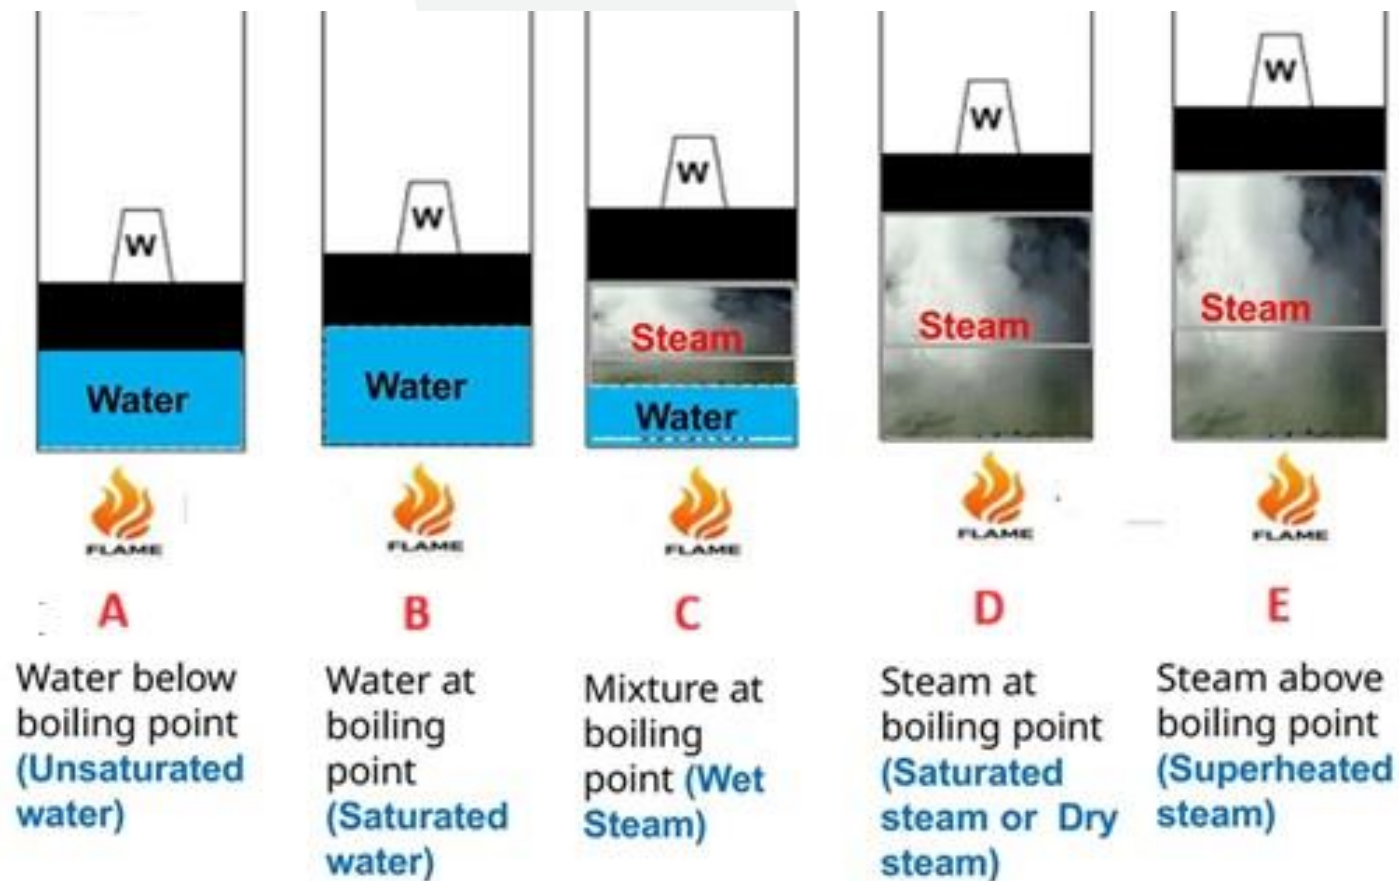 W
Water
FLAME
A
Water below
boiling point
(Unsaturated
water)
W
Water
FLAME
B
Water at
boiling
point
(Saturated
water)
W
Steam
Water
FLAME
C
Mixture at
boiling
point (Wet
Steam)
W
Steam
FLAME
D
Steam at
boiling point
(Saturated
steam or Dry
steam)
W
Steam
FLAME
E
Steam above
boiling point
(Superheated
steam)